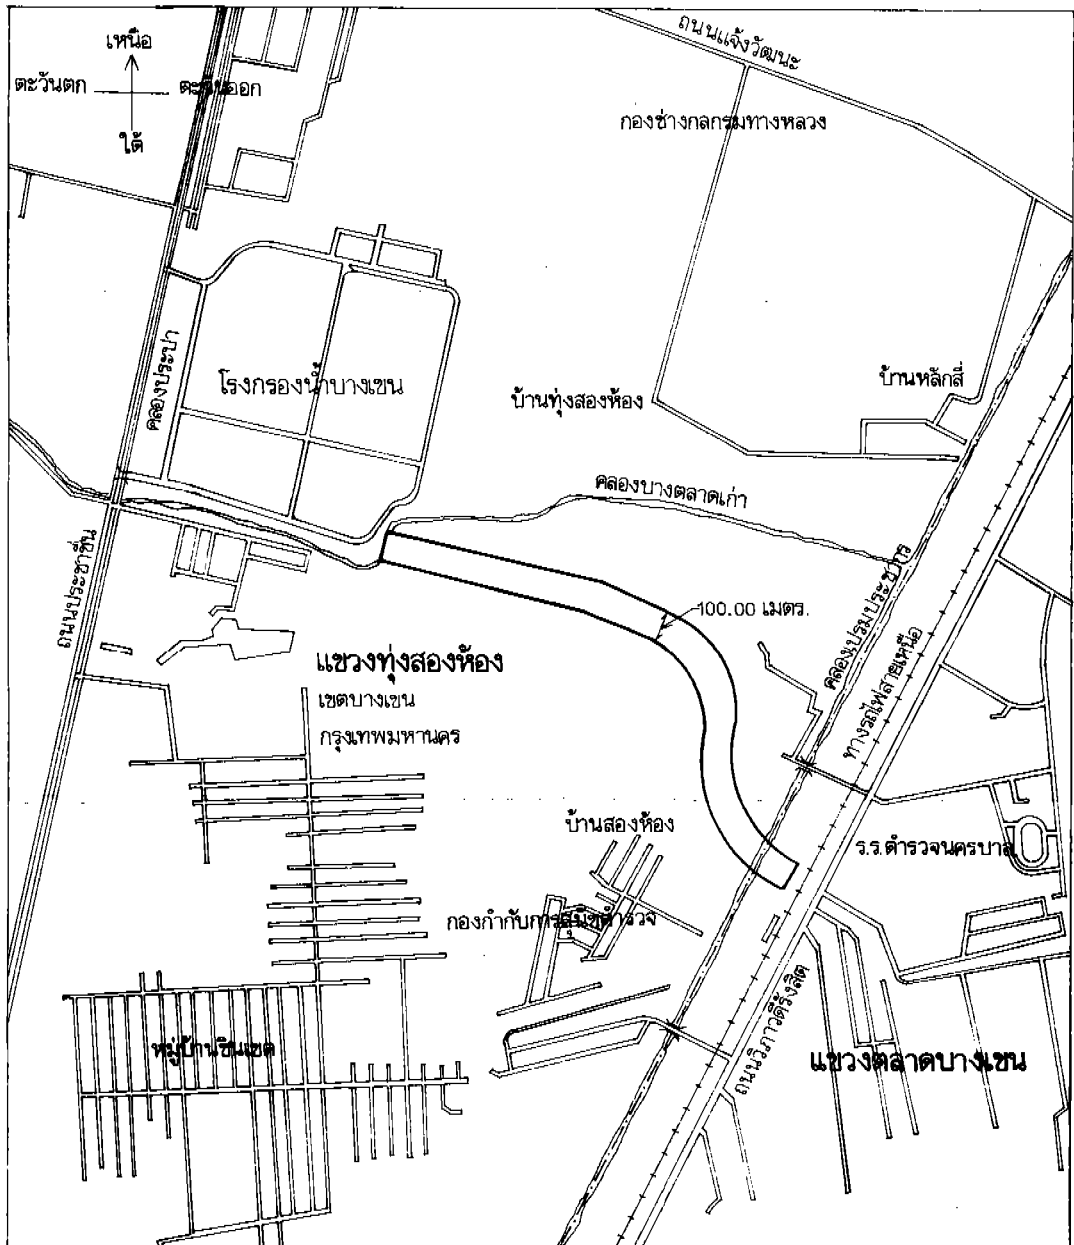 ถนนแจ้งวัฒนะ
เหนือ
ตะวันตก
ตะวันออก
ใต้
กองช่างกลกรมทางหลวง
คลองประปา
โรงกรองน้ำบางเขน
บ้านทุ่งสองห้อง
บ้านหลักสี่
คลองบางตลาดเก่า
ถนนประชาชื่น
คลองเปรมประชากร
100.00 เมตร.
แขวงทุ่งสองห้อง
เขตบางเขน
กรุงเทพมหานคร
ทางรถไฟสายเหนือ
บ้านสองห้อง
ร.ร.ตำรวจนครบาล
กองกำกับการสุนัขตำรวจ
ถนนวิภาวดีรังสิต
หมู่บ้านชินเขต
แขวงตลาดบางเขน